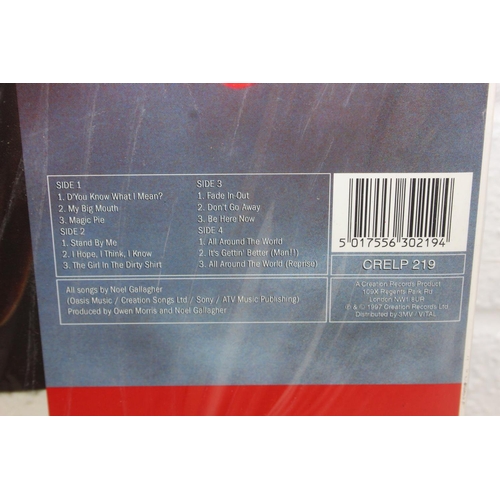 SIDE 1
1. D'You Know What I Mean?
2. My Big Mouth
3. Magic Pie
SIDE 2
1. Stand By Me
2. I Hope, I Think, I Know
3. The Girl In The Dirty Shirt
SIDE 3
1. Fade In-Out
2. Don't Go Away
3. Be Here Now
SIDE 4
1. All Around The World
2. It's Gettin' Better (Man!!)
3. All Around The World (Reprise)
All songs by Noel Gallagher
(Oasis Music / Creation Songs Ltd / Sony / ATV Music Publishing)
Produced by Owen Morris and Noel Gallagher
5 017556 302194
CRELP 219
A Creation Records Product
109X Regents Park Rd
London NW1 8UR
℗ & © 1997 Creation Records Ltd
Distributed by 3MV / VITAL